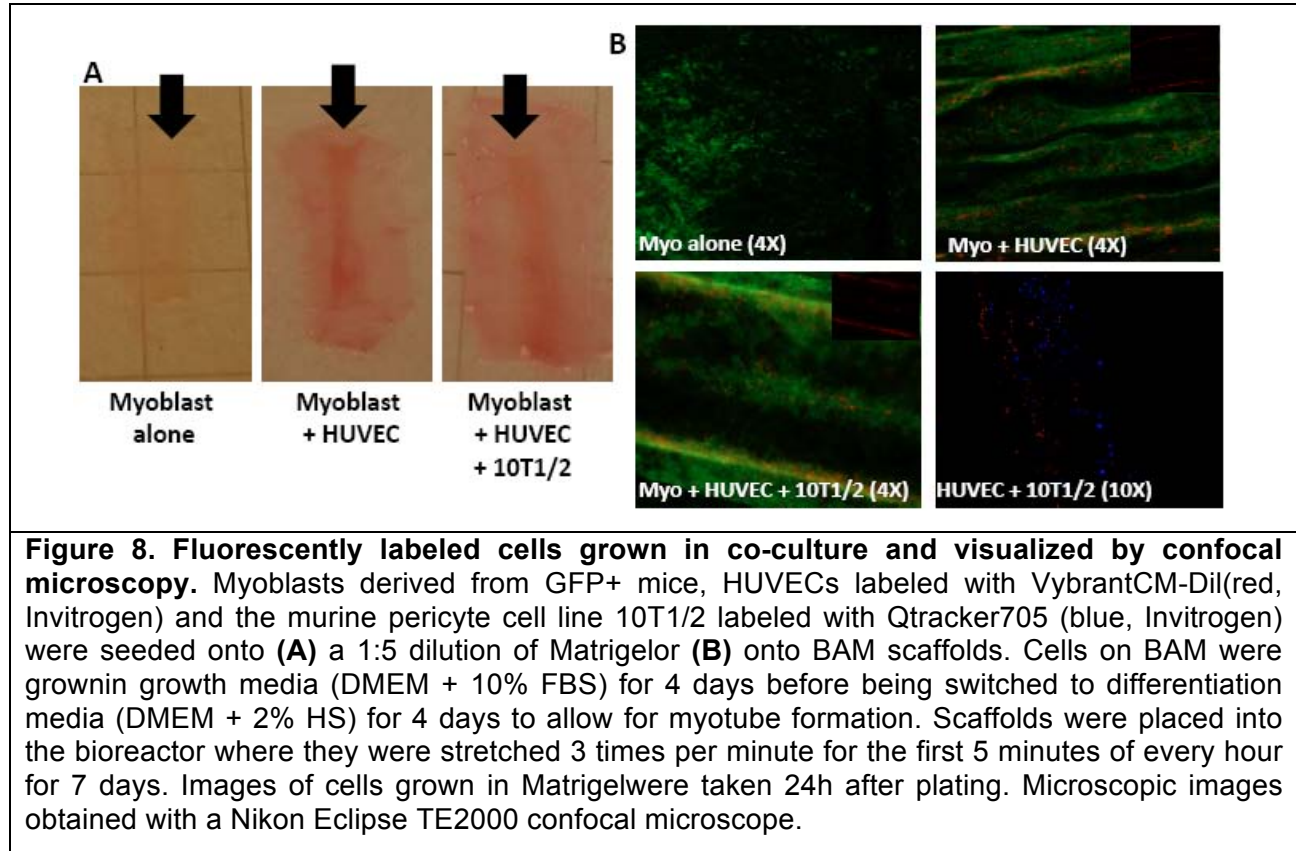 A
B
Myo alone (4X)
Myo + HUVEC (4X)
Myoblast
alone
Myoblast
+ HUVEC
Myoblast
+ HUVEC
+ 10T1/2
Myo + HUVEC + 10T1/2 (4X)
HUVEC + 10T1/2 (10X)
Figure 8. Fluorescently labeled cells grown in co-culture and visualized by confocal
microscopy. Myoblasts derived from GFP+ mice, HUVECs labeled with VybrantCM-DiI(red,
Invitrogen) and the murine pericyte cell line 10T1/2 labeled with Qtracker705 (blue, Invitrogen)
were seeded onto (A) a 1:5 dilution of Matrigelor (B) onto BAM scaffolds. Cells on BAM were
grownin growth media (DMEM + 10% FBS) for 4 days before being switched to differentiation
media (DMEM + 2% HS) for 4 days to allow for myotube formation. Scaffolds were placed into
the bioreactor where they were stretched 3 times per minute for the first 5 minutes of every hour
for 7 days. Images of cells grown in Matrigelwere taken 24h after plating. Microscopic images
obtained with a Nikon Eclipse TE2000 confocal microscope.